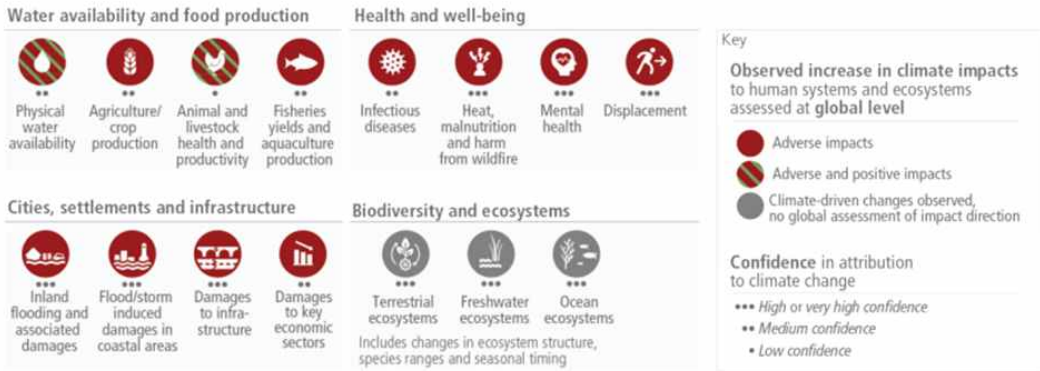 Water availability and food production
Physical
water
availability
Agriculture/
crop
production
Animal and
livestock
health and
productivity
Fisheries
yields and
aquaculture
production
Health and well-being
Infectious
diseases
Heat,
malnutrition
and harm
from wildfire
Mental
health
Displacement
Cities, settlements and infrastructure
Inland
flooding and
associated
damages
Flood/storm
induced
damages in
coastal areas
Damages
to infra-
structure
Damages
to key
economic
sectors
Biodiversity and ecosystems
Terrestrial
ecosystems
Freshwater
ecosystems
Ocean
ecosystems
Includes changes in ecosystem structure,
species ranges and seasonal timing
Key
Observed increase in climate impacts
to human systems and ecosystems
assessed at global level
Adverse impacts
Adverse and positive impacts
Climate-driven changes observed,
no global assessment of impact direction
Confidence in attribution
to climate change
••• High or very high confidence
•• Medium confidence
• Low confidence